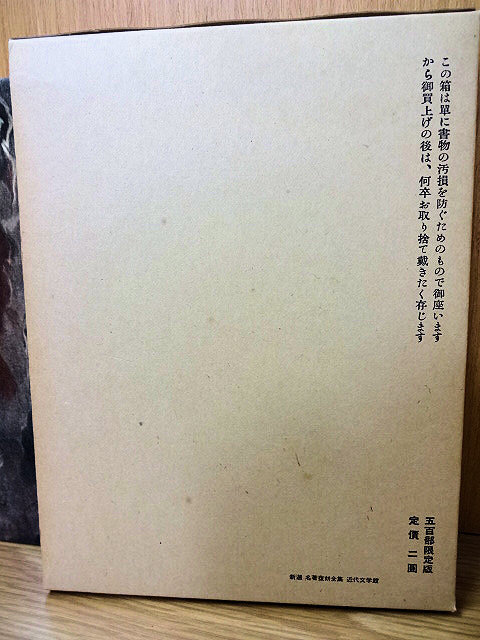 この箱は單に書物の汚損を防ぐためのもので御座います
から御買上げの後は、何卒お取り捨て戴きたく存じます
五百部限定版
定價 二圓
新選 名著復刻全集 近代文学館